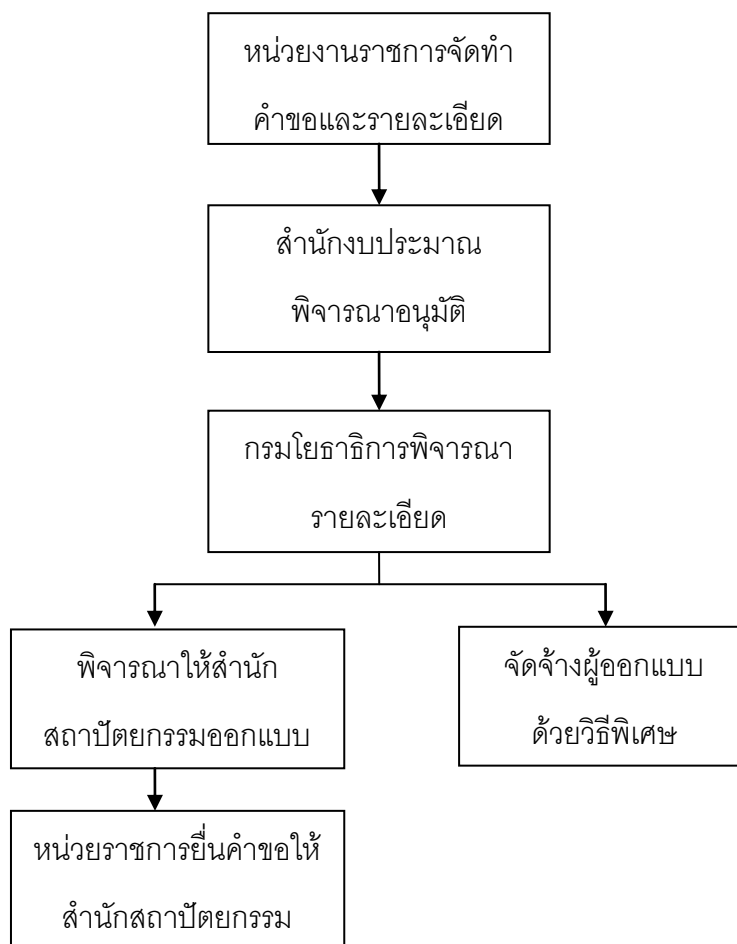 หน่วยงานราชการจัดทำ
คำขอและรายละเอียด
สำนักงบประมาณ
พิจารณาอนุมัติ
กรมโยธาธิการพิจารณา
รายละเอียด
พิจารณาให้สำนัก
สถาปัตยกรรมออกแบบ
จัดจ้างผู้ออกแบบ
ด้วยวิธีพิเศษ
หน่วยราชการยื่นคำขอให้
สำนักสถาปัตยกรรม